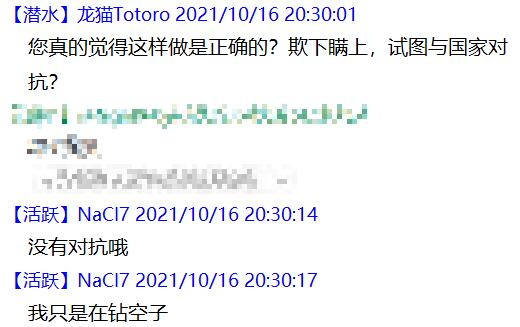 【潜水】龙猫Totoro 2021/10/16 20:30:01
您真的觉得这样做是正确的？欺下瞒上，试图与国家对
抗？
【活跃】NaCl7 2021/10/16 20:30:14
没有对抗哦
【活跃】NaCl7 2021/10/16 20:30:17
我只是在钻空子